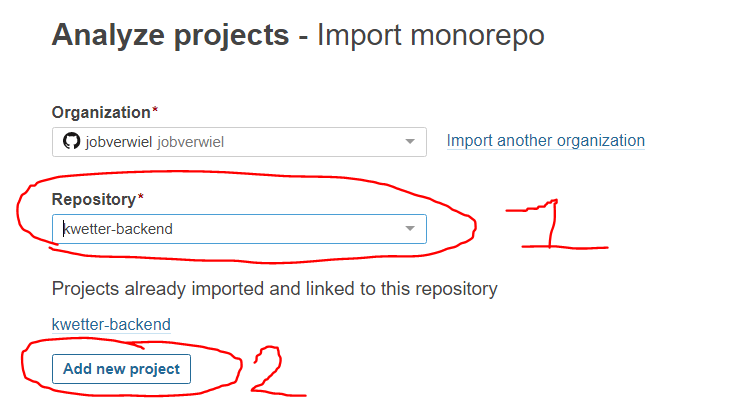 Analyze projects - Import monorepo
Organization*
jobverwiel jobverwiel
Import another organization
Repository*
kwetter-backend
1
Projects already imported and linked to this repository
kwetter-backend
Add new project
2